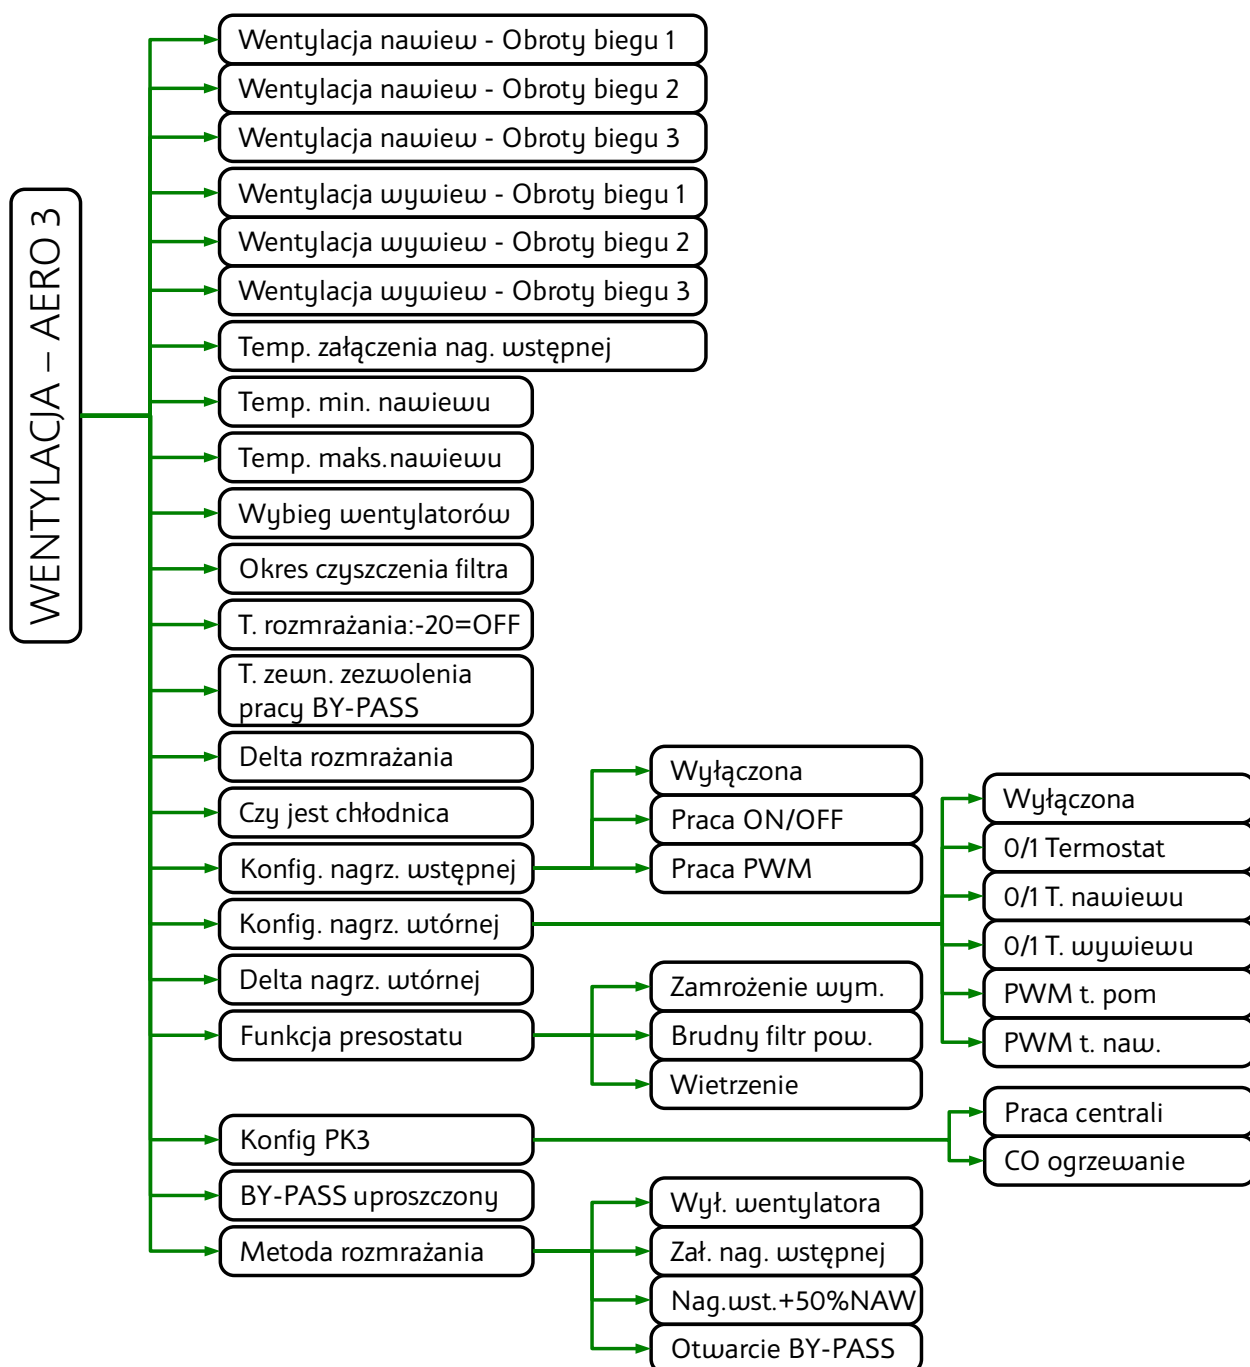 WENTYLACJA – AERO 3
Wentylacja nawiew - Obroty biegu 1
Wentylacja nawiew - Obroty biegu 2
Wentylacja nawiew - Obroty biegu 3
Wentylacja wywiew - Obroty biegu 1
Wentylacja wywiew - Obroty biegu 2
Wentylacja wywiew - Obroty biegu 3
Temp. załączenia nag. wstępnej
Temp. min. nawiewu
Temp. maks.nawiewu
Wybieg wentylatorów
Okres czyszczenia filtra
T. rozmrażania:-20=OFF
T. zewn. zezwolenia
pracy BY-PASS
Delta rozmrażania
Czy jest chłodnica
Konfig. nagrz. wstępnej
Wyłączona
Praca ON/OFF
Praca PWM
Konfig. nagrz. wtórnej
Wyłączona
0/1 Termostat
0/1 T. nawiewu
0/1 T. wywiewu
PWM t. pom
PWM t. naw.
Delta nagrz. wtórnej
Funkcja presostatu
Zamrożenie wym.
Brudny filtr pow.
Wietrzenie
Konfig PK3
Praca centrali
CO ogrzewanie
BY-PASS uproszczony
Metoda rozmrażania
Wył. wentylatora
Zał. nag. wstępnej
Nag.wst.+50%NAW
Otwarcie BY-PASS